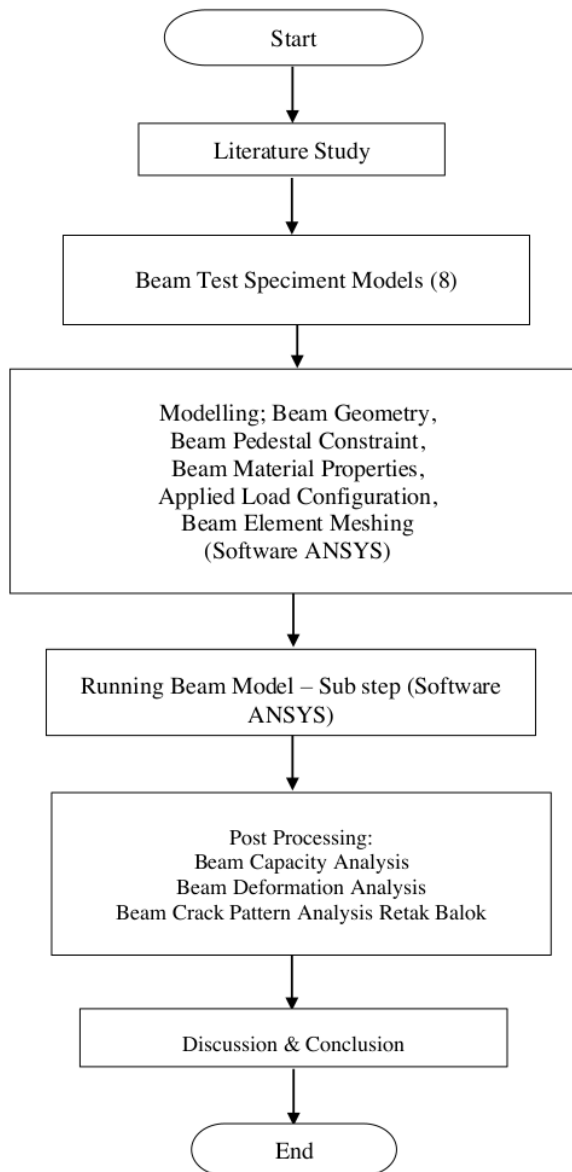 Start
Literature Study
Beam Test Speciment Models (8)
Modelling; Beam Geometry,
Beam Pedestal Constraint,
Beam Material Properties,
Applied Load Configuration,
Beam Element Meshing
(Software ANSYS)
Running Beam Model – Sub step (Software
ANSYS)
Post Processing:
Beam Capacity Analysis
Beam Deformation Analysis
Beam Crack Pattern Analysis Retak Balok
Discussion & Conclusion
End